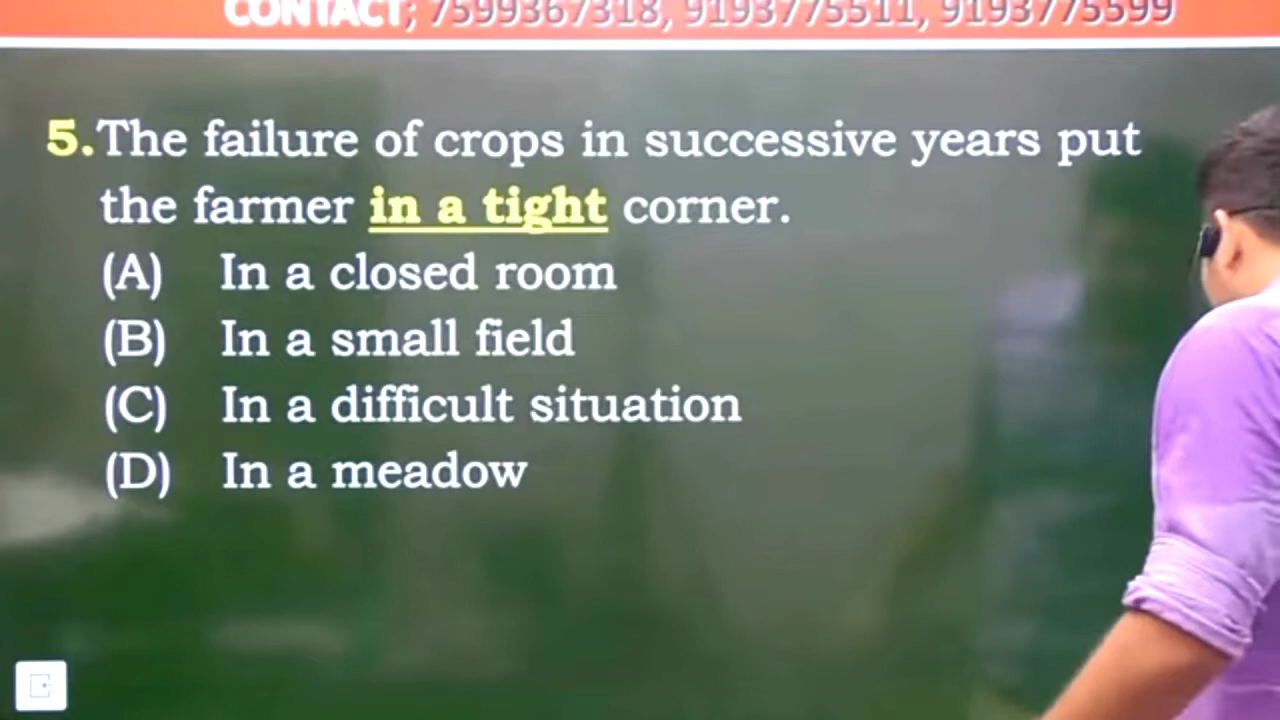 CONTACT; 7599367318, 9193775511, 9193775599
5.The failure of crops in successive years put
the farmer in a tight corner.
(A) In a closed room
(B) In a small field
(C) In a difficult situation
(D) In a meadow